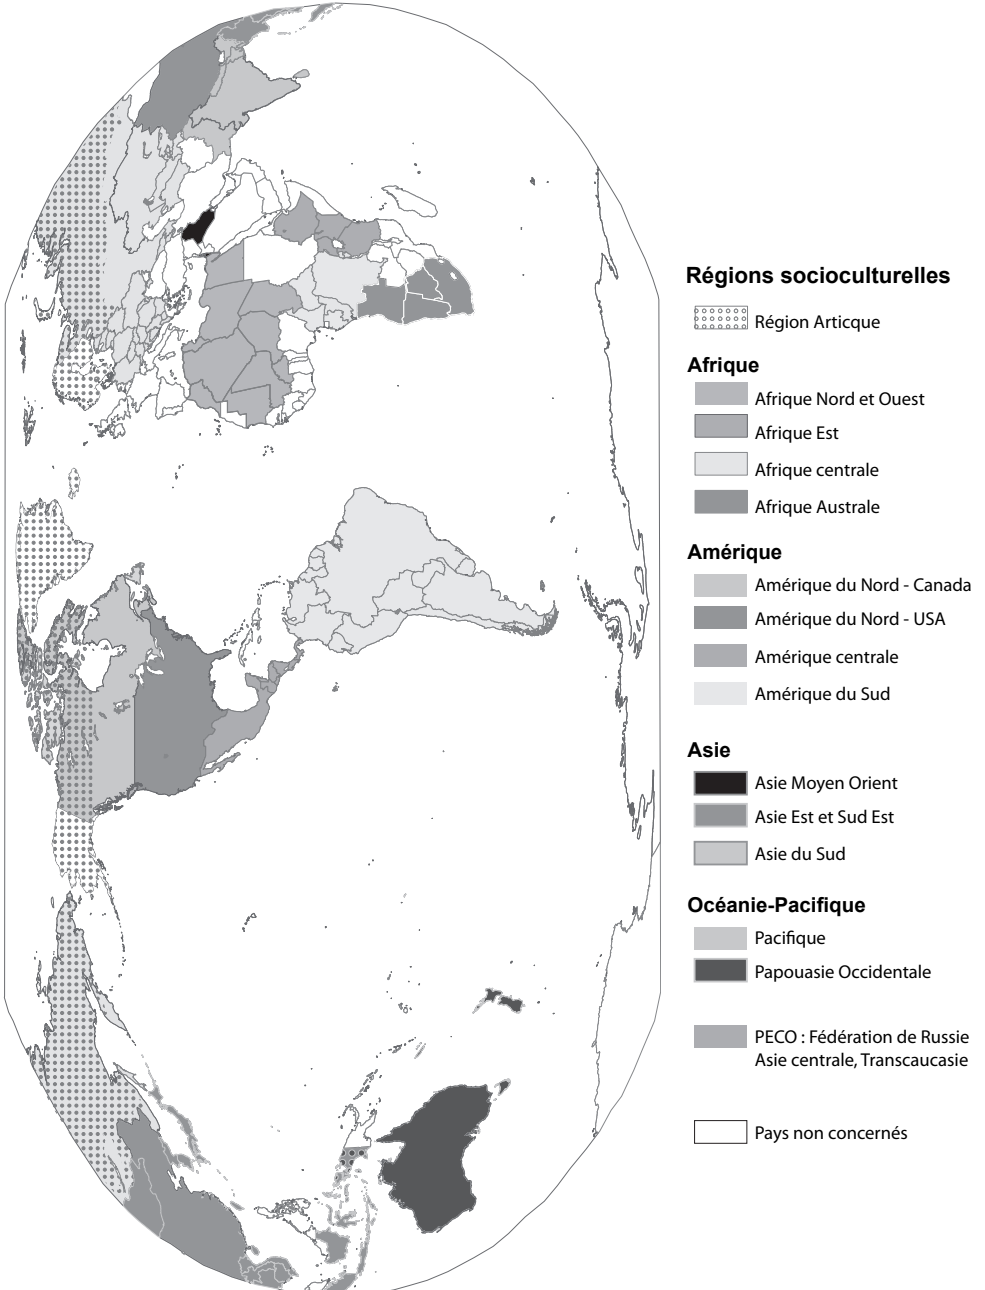 Régions socioculturelles
Région Articque
Afrique
Afrique Nord et Ouest
Afrique Est
Afrique centrale
Afrique Australe
Amérique
Amérique du Nord - Canada
Amérique du Nord - USA
Amérique centrale
Amérique du Sud
Asie
Asie Moyen Orient
Asie Est et Sud Est
Asie du Sud
Océanie-Pacifique
Pacifique
Papouasie Occidentale
PECO : Fédération de Russie
Asie centrale, Transcaucasie
Pays non concernés